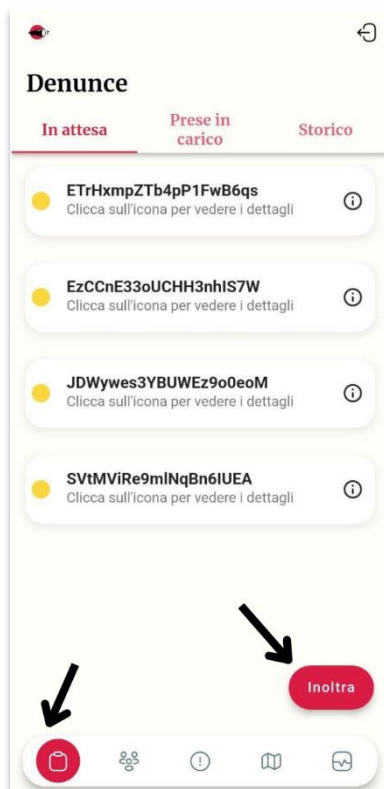 Denunce
In attesa
Prese in
carico
Storico
ETrHxmpZTb4pP1FwB6qs
Clicca sull'icona per vedere i dettagli
EzCCnE33oUCHH3nhIS7W
Clicca sull'icona per vedere i dettagli
JDWywes3YBUWEz9o0eoM
Clicca sull'icona per vedere i dettagli
SVtMViRe9mlNqBn6IUEA
Clicca sull'icona per vedere i dettagli
Inoltra